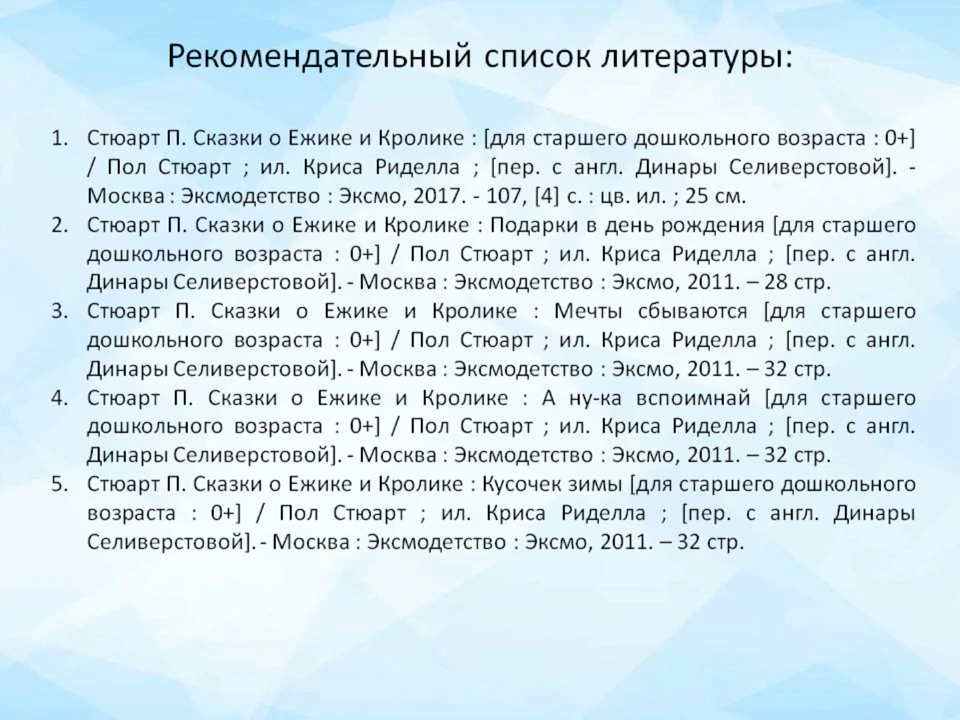 Рекомендательный список литературы:
1. Стюарт П. Сказки о Ежике и Кролике : [для старшего дошкольного возраста : 0+]
/ Пол Стюарт ; ил. Криса Риделла ; [пер. с англ. Динары Селиверстовой]. -
Москва : Эксмодетство : Эксмо, 2017. - 107, [4] с. : цв. ил. ; 25 см.
2. Стюарт П. Сказки о Ежике и Кролике : Подарки в день рождения [для старшего
дошкольного возраста : 0+] / Пол Стюарт ; ил. Криса Риделла ; [пер. с англ.
Динары Селиверстовой]. - Москва : Эксмодетство : Эксмо, 2011. – 28 стр.
3. Стюарт П. Сказки о Ежике и Кролике : Мечты сбываются [для старшего
дошкольного возраста : 0+] / Пол Стюарт ; ил. Криса Риделла ; [пер. с англ.
Динары Селиверстовой]. - Москва : Эксмодетство : Эксмо, 2011. – 32 стр.
4. Стюарт П. Сказки о Ежике и Кролике : А ну-ка вспоимнай [для старшего
дошкольного возраста : 0+] / Пол Стюарт ; ил. Криса Риделла ; [пер. с англ.
Динары Селиверстовой]. - Москва : Эксмодетство : Эксмо, 2011. – 32 стр.
5. Стюарт П. Сказки о Ежике и Кролике : Кусочек зимы [для старшего дошкольного
возраста : 0+] / Пол Стюарт ; ил. Криса Риделла ; [пер. с англ. Динары
Селиверстовой]. - Москва : Эксмодетство : Эксмо, 2011. – 32 стр.